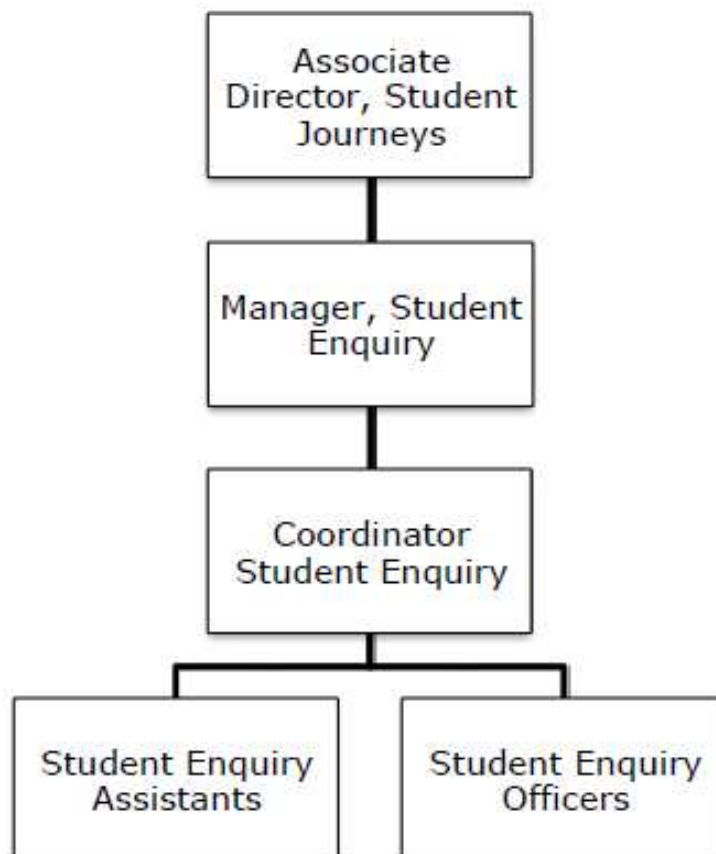 Associate
Director, Student
Journeys
Manager, Student
Enquiry
Coordinator
Student Enquiry
Student Enquiry
Assistants
Student Enquiry
Officers